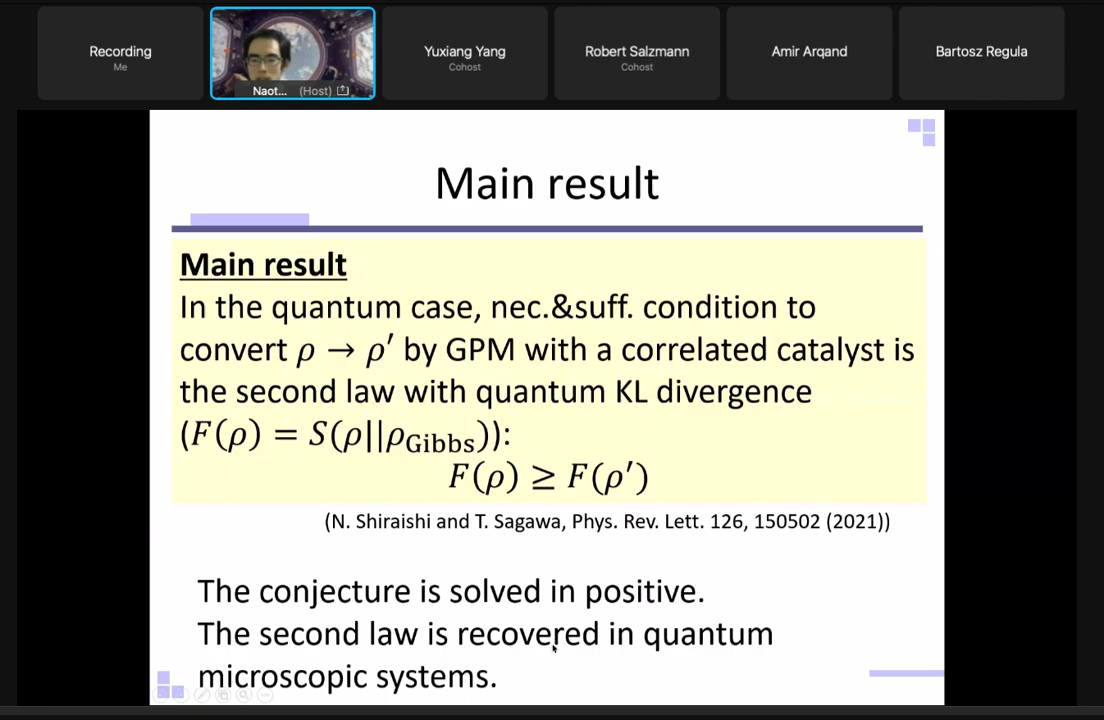 Recording
Me
Naot... (Host)
Yuxiang Yang
Cohost
Robert Salzmann
Cohost
Amir Arqand
Bartosz Regula
Main result
Main result
In the quantum case, nec.&suff. condition to
convert ρ → ρ′ by GPM with a correlated catalyst is
the second law with quantum KL divergence
(F(ρ) = S(ρ||ρ_Gibbs)):
F(ρ) ≥ F(ρ′)
(N. Shiraishi and T. Sagawa, Phys. Rev. Lett. 126, 150502 (2021))
The conjecture is solved in positive.
The second law is recovered in quantum
microscopic systems.